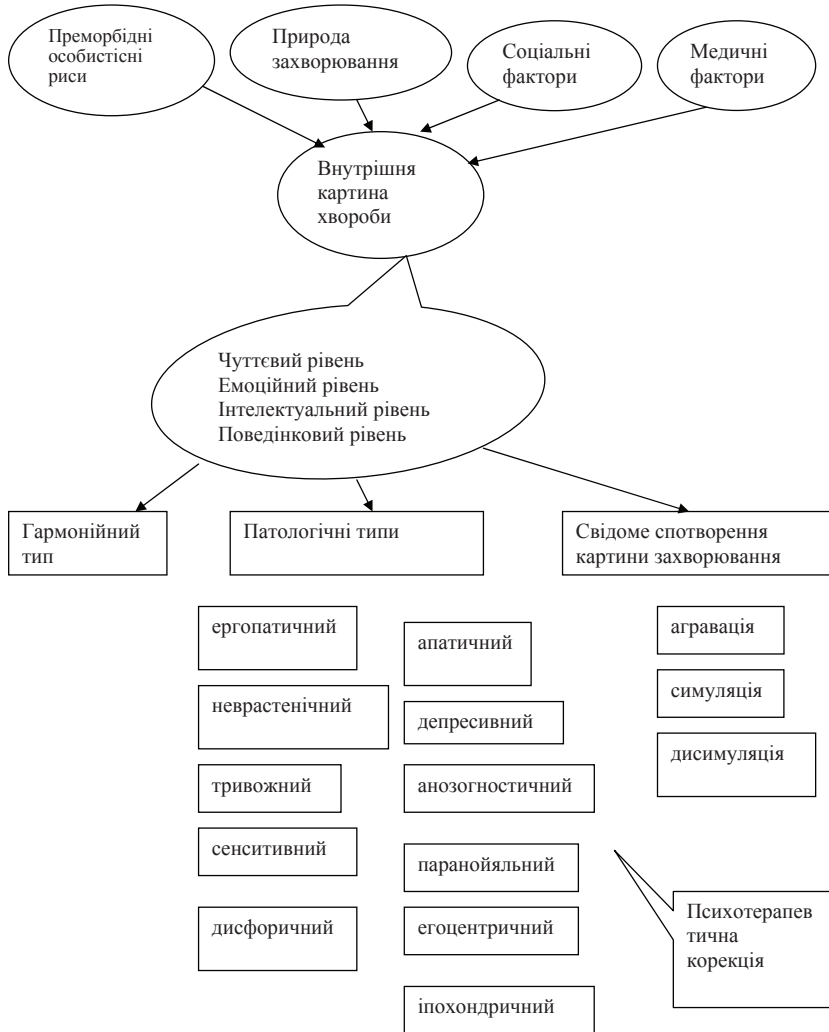 Преморбідні
особистісні
риси
Природа
захворювання
Соціальні
фактори
Медичні
фактори
Внутрішня
картина
хвороби
Чуттєвий рівень
Емоційний рівень
Інтелектуальний рівень
Поведінковий рівень
Гармонійний
тип
Патологічні типи
Свідоме спотворення
картини захворювання
ергопатичний
неврастенічний
тривожний
сенситивний
дисфоричний
апатичний
депресивний
анозогностичний
паранойяльний
егоцентричний
іпохондричний
агравація
симуляція
дисимуляція
Психотерапев
тична
корекція